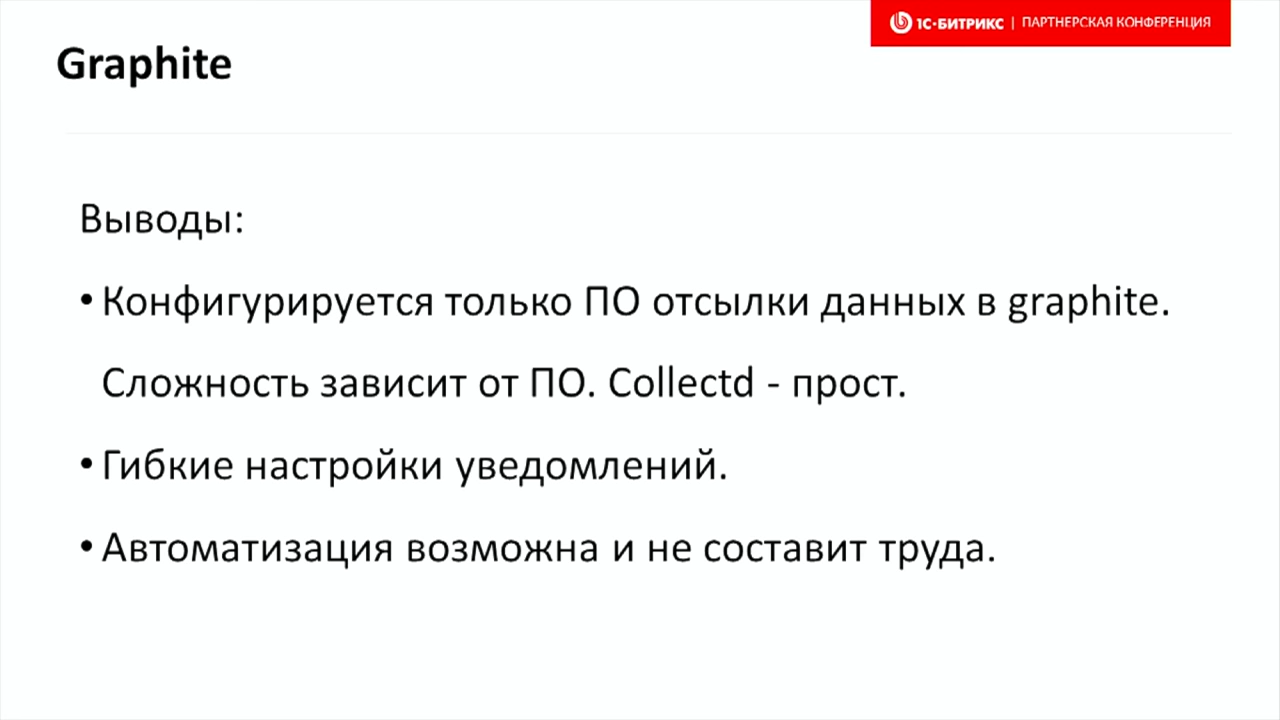 1С-БИТРИКС | ПАРТНЕРСКАЯ КОНФЕРЕНЦИЯ
Graphite
Выводы:
• Конфигурируется только ПО отсылки данных в graphite.
Сложность зависит от ПО. Collectd - прост.
• Гибкие настройки уведомлений.
• Автоматизация возможна и не составит труда.